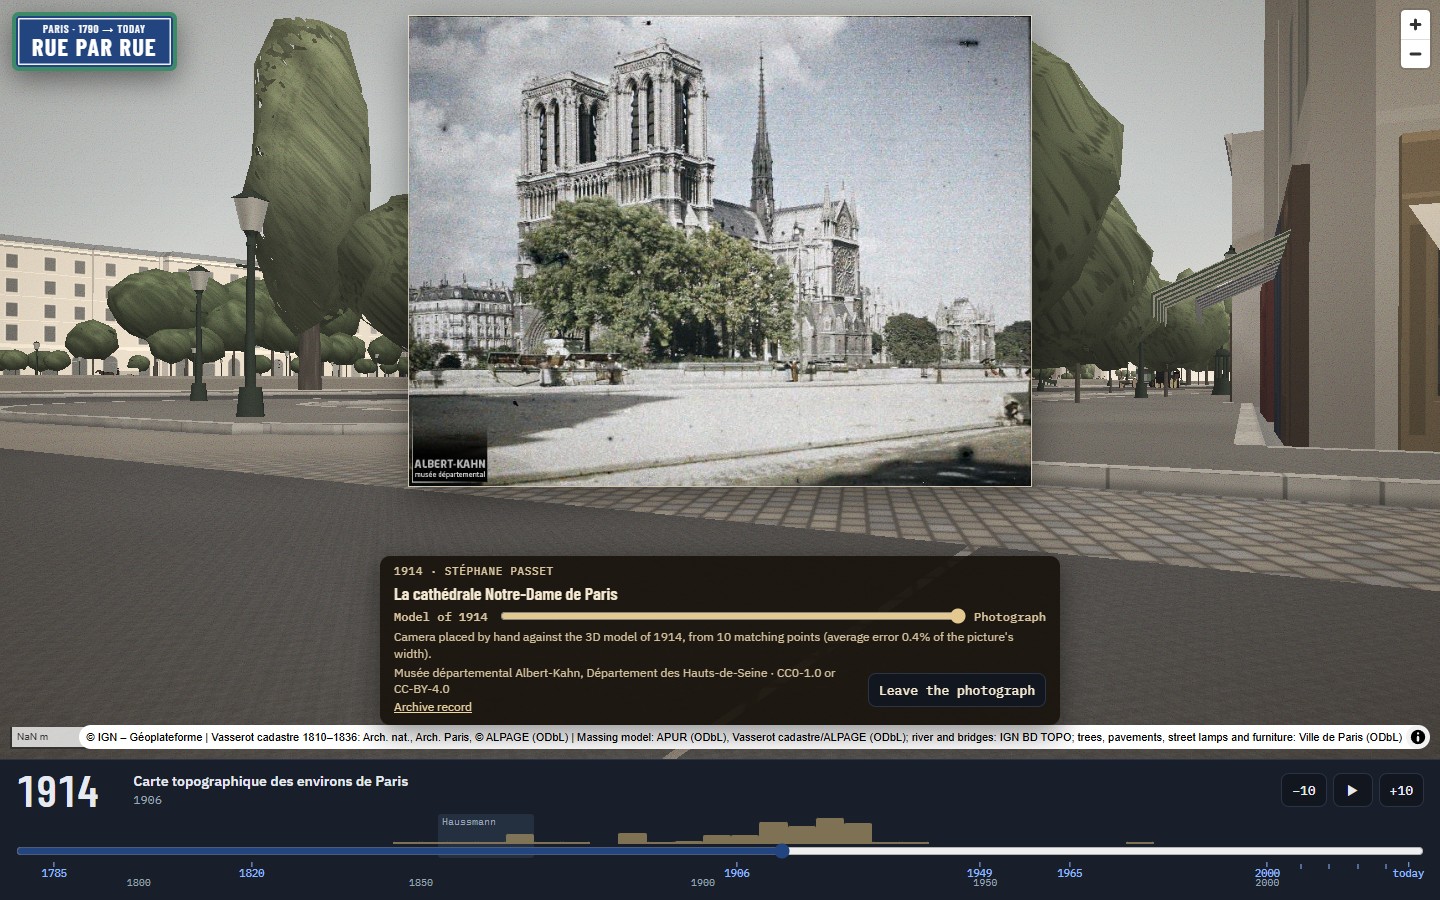 PARIS - 1790 → TODAY
RUE PAR RUE
ALBERT-KAHN
musée départemental
1914 · STÉPHANE PASSET
La cathédrale Notre-Dame de Paris
Model of 1914
Photograph
Camera placed by hand against the 3D model of 1914, from 10 matching points (average error 0.4% of the picture's
width).
Musée départemental Albert-Kahn, Département des Hauts-de-Seine · CC0-1.0 or
CC-BY-4.0
Leave the photograph
Archive record
NaN m
© IGN – Géoplateforme | Vasserot cadastre 1810–1836: Arch. nat., Arch. Paris, © ALPAGE (ODbL) | Massing model: APUR (ODbL), Vasserot cadastre/ALPAGE (ODbL); river and bridges: IGN BD TOPO; trees, pavements, street lamps and furniture: Ville de Paris (ODbL)
1914
Carte topographique des environs de Paris
1906
−10
+10
Haussmann
1785
1820
1906
1949
1965
2000
today
1800
1850
1900
1950
2000